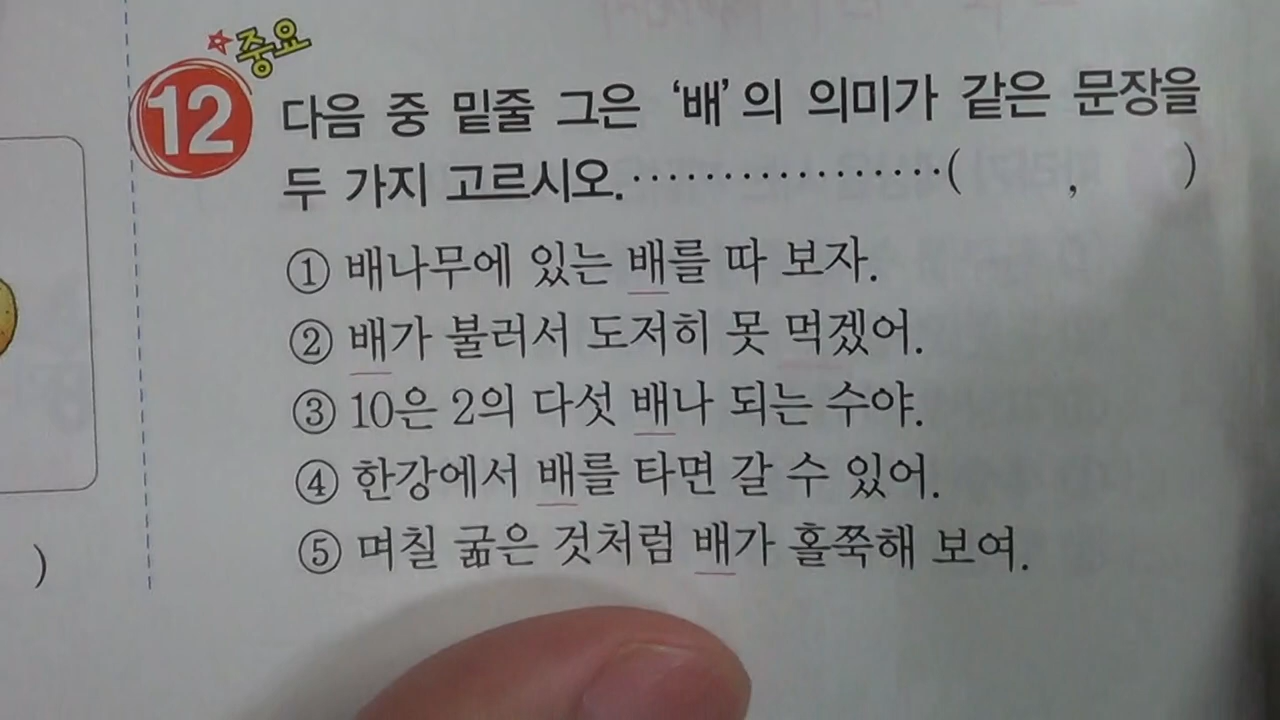 중요
12 다음 중 밑줄 그은 '배'의 의미가 같은 문장을
두 가지 고르시오.·················( , )
① 배나무에 있는 배를 따 보자.
② 배가 불러서 도저히 못 먹겠어.
③ 10은 2의 다섯 배나 되는 수야.
④ 한강에서 배를 타면 갈 수 있어.
⑤ 며칠 굶은 것처럼 배가 홀쭉해 보여.
)